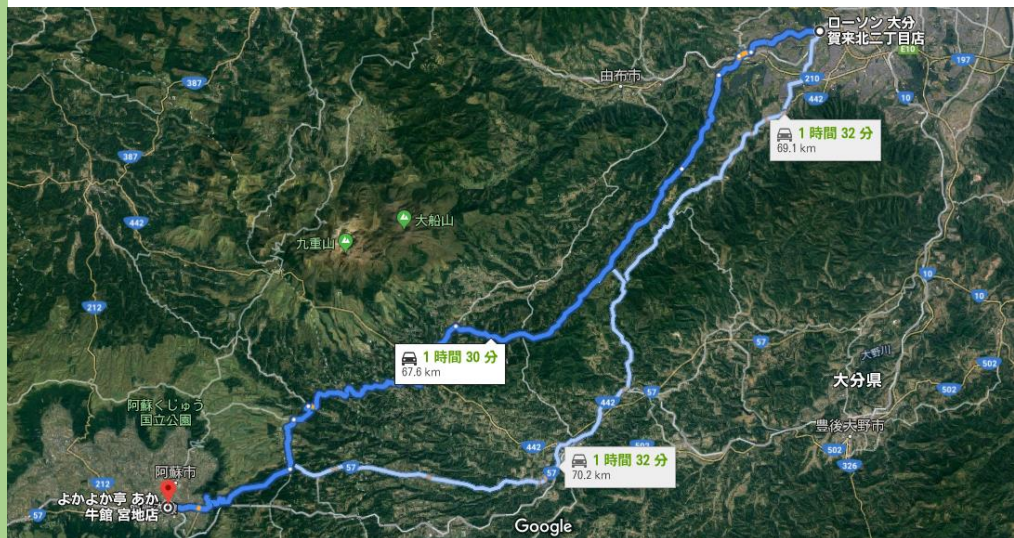 ローソン 大分
賀来北二丁目店
E10
197
387
由布市
210
442
10
1 時間 32 分
69.1 km
387
442
大船山
九重山
10
10
212
57
大野川
502
1 時間 30 分
67.6 km
大分県
57
502
442
阿蘇くじゅう
国立公園
豊後大野市
442
502
502
326
1 時間 32 分
70.2 km
57
57
阿蘇市
212
よかよか亭 あか
牛館 宮地店
57
Google